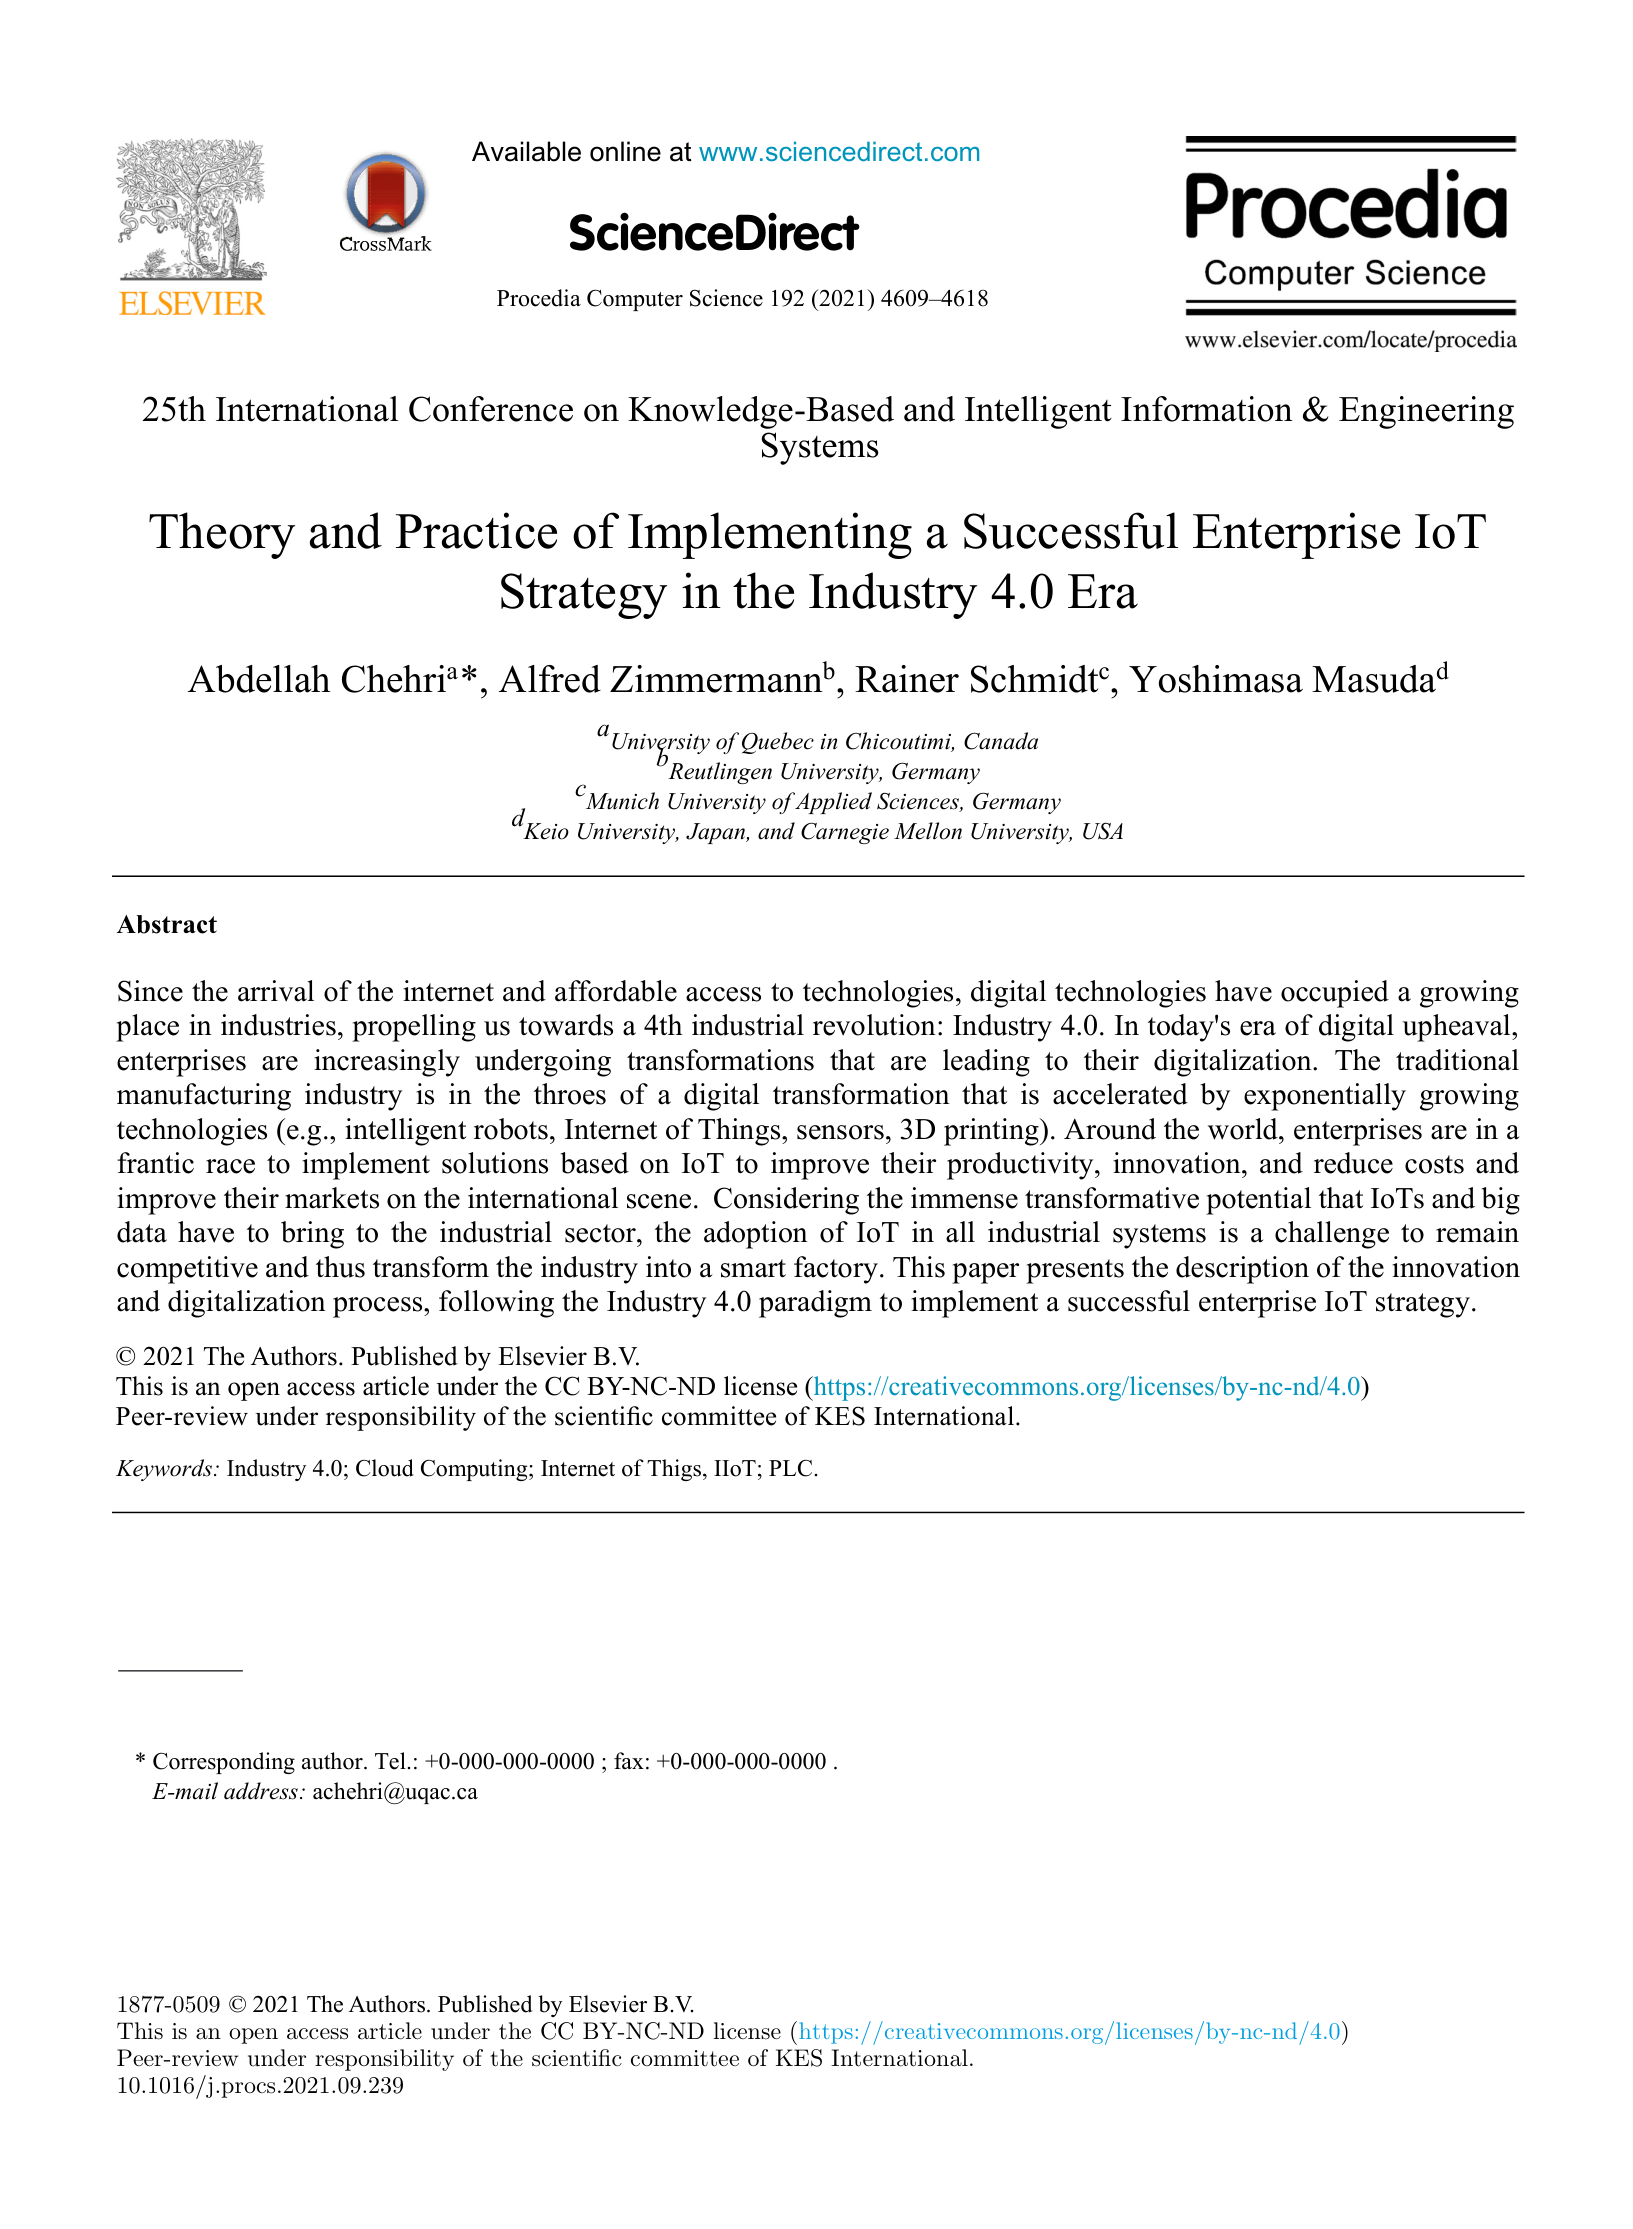 Available online at www.sciencedirect.com
NON SOLUS
CrossMark
ScienceDirect
ELSEVIER
Procedia Computer Science 192 (2021) 4609–4618
Procedia
Computer Science
www.elsevier.com/locate/procedia
25th International Conference on Knowledge-Based and Intelligent Information & Engineering
Systems
Theory and Practice of Implementing a Successful Enterprise IoT
Strategy in the Industry 4.0 Era
Abdellah Chehriᵃ*, Alfred Zimmermannᵇ, Rainer Schmidtᶜ, Yoshimasa Masudaᵈ
ᵃUniversity of Quebec in Chicoutimi, Canada
ᵇReutlingen University, Germany
ᶜMunich University of Applied Sciences, Germany
ᵈKeio University, Japan, and Carnegie Mellon University, USA
Abstract
Since the arrival of the internet and affordable access to technologies, digital technologies have occupied a growing
place in industries, propelling us towards a 4th industrial revolution: Industry 4.0. In today's era of digital upheaval,
enterprises are increasingly undergoing transformations that are leading to their digitalization. The traditional
manufacturing industry is in the throes of a digital transformation that is accelerated by exponentially growing
technologies (e.g., intelligent robots, Internet of Things, sensors, 3D printing). Around the world, enterprises are in a
frantic race to implement solutions based on IoT to improve their productivity, innovation, and reduce costs and
improve their markets on the international scene. Considering the immense transformative potential that IoTs and big
data have to bring to the industrial sector, the adoption of IoT in all industrial systems is a challenge to remain
competitive and thus transform the industry into a smart factory. This paper presents the description of the innovation
and digitalization process, following the Industry 4.0 paradigm to implement a successful enterprise IoT strategy.
© 2021 The Authors. Published by Elsevier B.V.
This is an open access article under the CC BY-NC-ND license (https://creativecommons.org/licenses/by-nc-nd/4.0)
Peer-review under responsibility of the scientific committee of KES International.
Keywords: Industry 4.0; Cloud Computing; Internet of Thigs, IIoT; PLC.
* Corresponding author. Tel.: +0-000-000-0000 ; fax: +0-000-000-0000 .
E-mail address: achehri@uqac.ca
1877-0509 © 2021 The Authors. Published by Elsevier B.V.
This is an open access article under the CC BY-NC-ND license (https://creativecommons.org/licenses/by-nc-nd/4.0)
Peer-review under responsibility of the scientific committee of KES International.
10.1016/j.procs.2021.09.239